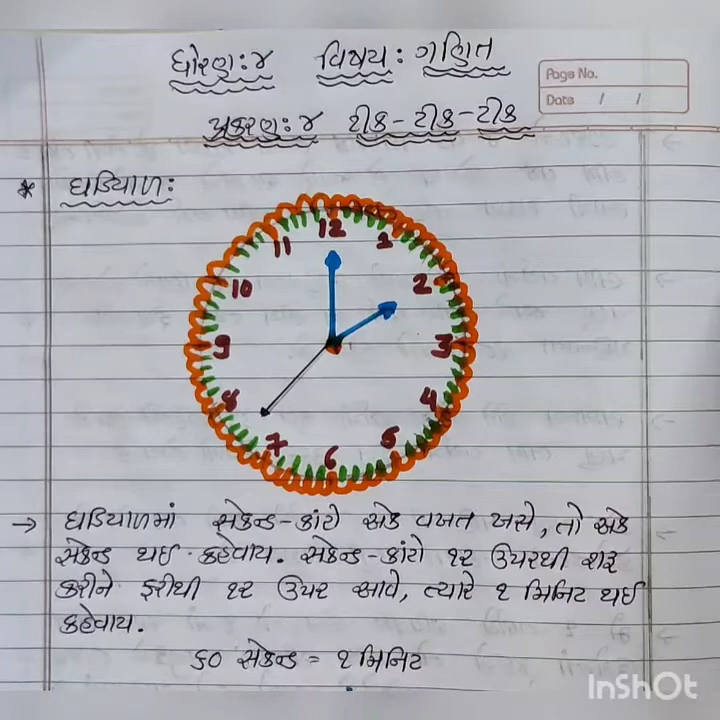 ધોરણ: ૪ વિષય: ગણિત
Page No.
Date / /
પ્રકરણ: ૪ ટીક-ટીક-ટીક
* ઘડિયાળ:
12
11 1
10 2
9 3
8 4
7 5
6
→ ઘડિયાળમાં સેકન્ડ-કાંટો એક વખત ખસે, તો એક
સેકન્ડ થઈ કહેવાય. સેકન્ડ-કાંટો ૧૨ ઉપરથી શરૂ
કરીને ફરીથી ૧૨ ઉપર આવે, ત્યારે ૧ મિનિટ થઈ
કહેવાય.
૬૦ સેકન્ડ = ૧ મિનિટ
InShOt